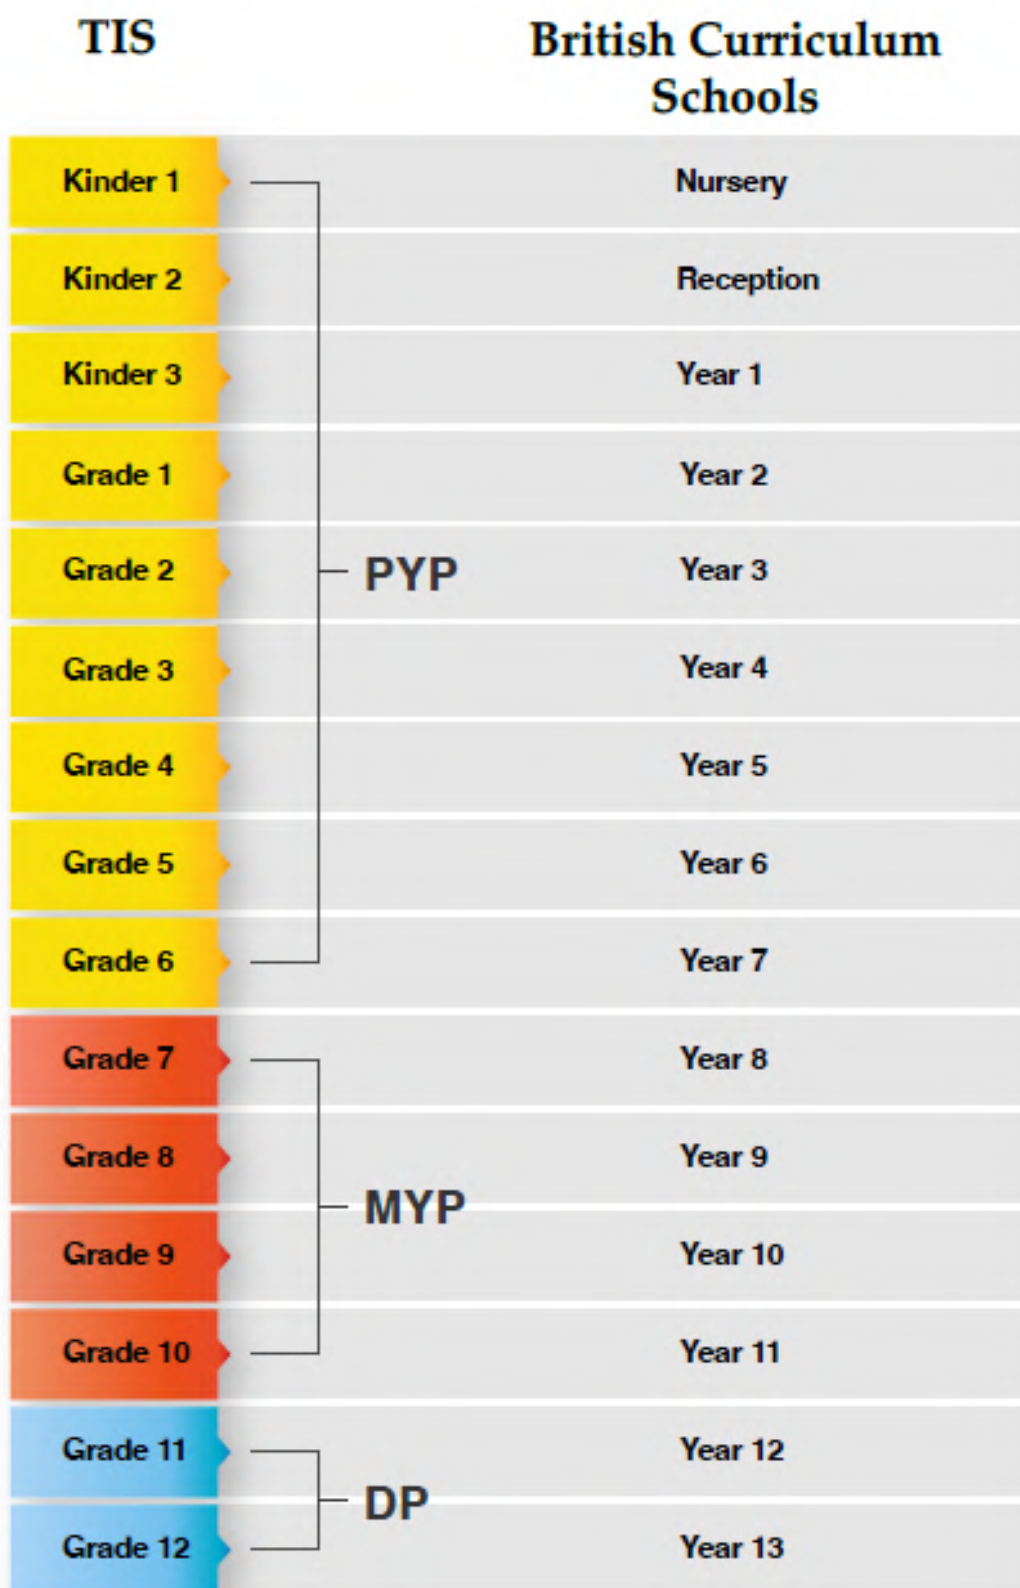 TIS
British Curriculum
Schools
Kinder 1
Nursery
Kinder 2
Reception
Kinder 3
Year 1
Grade 1
Year 2
Grade 2
PYP
Year 3
Grade 3
Year 4
Grade 4
Year 5
Grade 5
Year 6
Grade 6
Year 7
Grade 7
Year 8
Grade 8
Year 9
MYP
Grade 9
Year 10
Grade 10
Year 11
Grade 11
Year 12
DP
Grade 12
Year 13